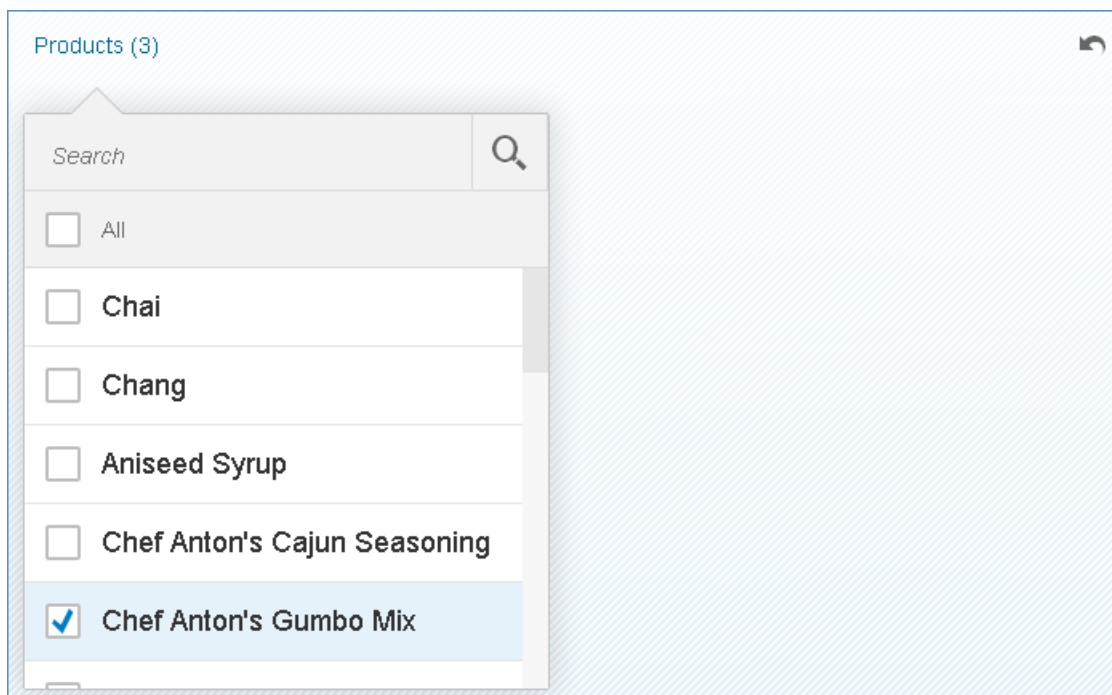 Products (3)
Search
All
Chai
Chang
Aniseed Syrup
Chef Anton's Cajun Seasoning
Chef Anton's Gumbo Mix